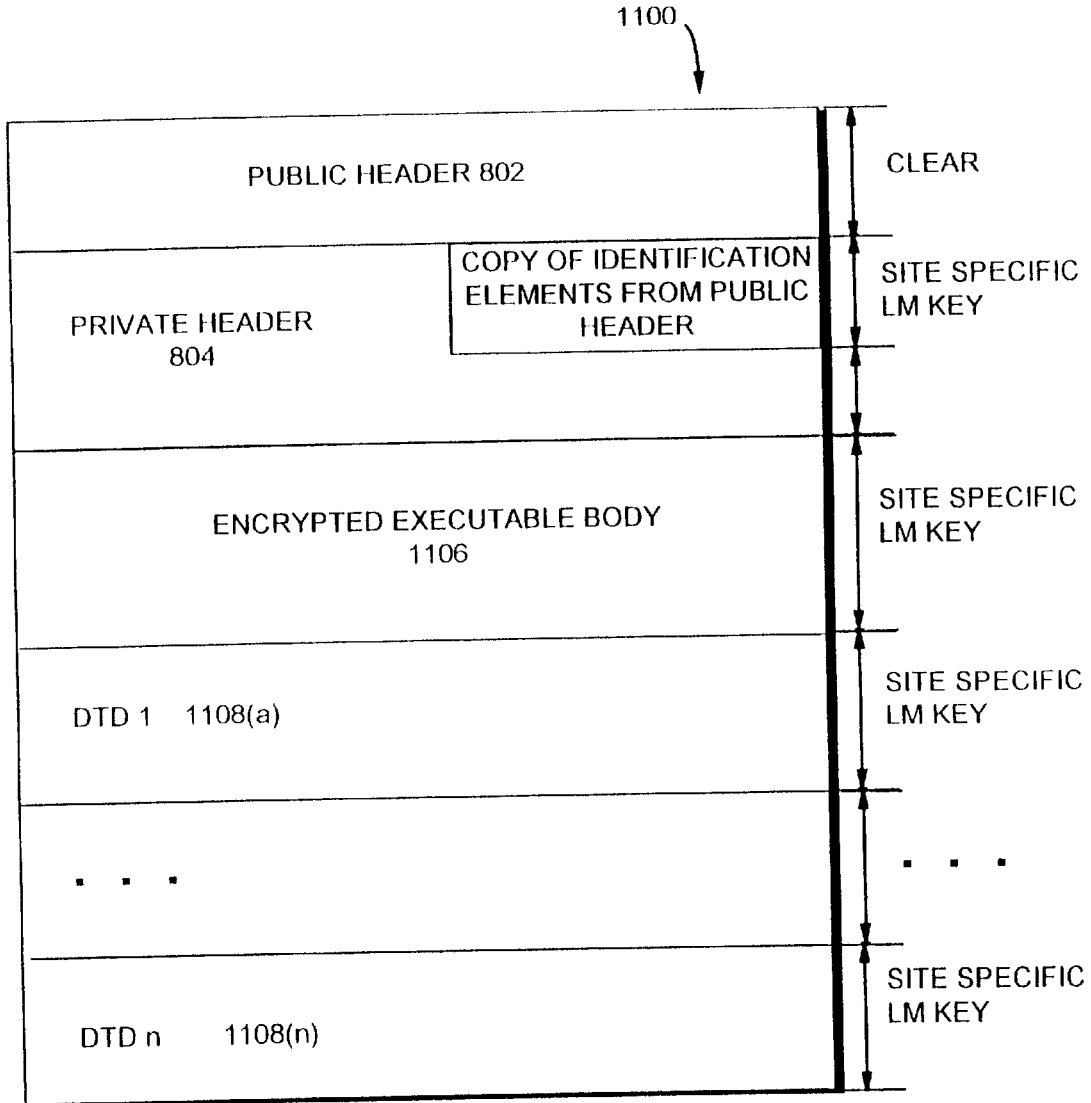 1100
PUBLIC HEADER 802
CLEAR
PRIVATE HEADER
804
COPY OF IDENTIFICATION
ELEMENTS FROM PUBLIC
HEADER
SITE SPECIFIC
LM KEY
ENCRYPTED EXECUTABLE BODY
1106
SITE SPECIFIC
LM KEY
DTD 1 1108(a)
SITE SPECIFIC
LM KEY
. . .
. . .
DTD n 1108(n)
SITE SPECIFIC
LM KEY